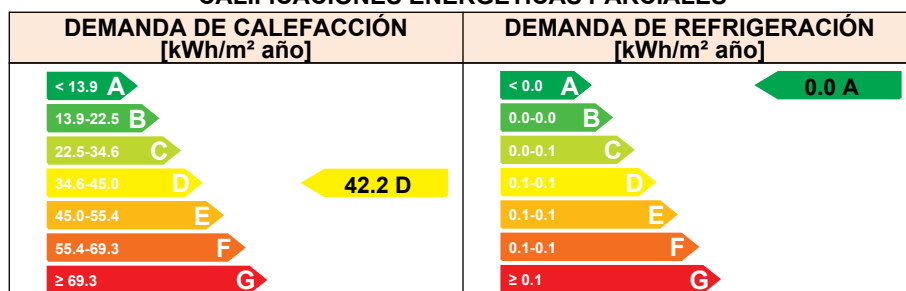 CALIFICACIONES ENERGÉTICAS PARCIALES
DEMANDA DE CALEFACCIÓN
[kWh/m² año]
DEMANDA DE REFRIGERACIÓN
[kWh/m² año]
< 13.9 A
13.9-22.5 B
22.5-34.6 C
34.6-45.0 D
42.2 D
45.0-55.4 E
55.4-69.3 F
≥ 69.3 G
< 0.0 A
0.0 A
0.0-0.0 B
0.0-0.1 C
0.1-0.1 D
0.1-0.1 E
0.1-0.1 F
≥ 0.1 G